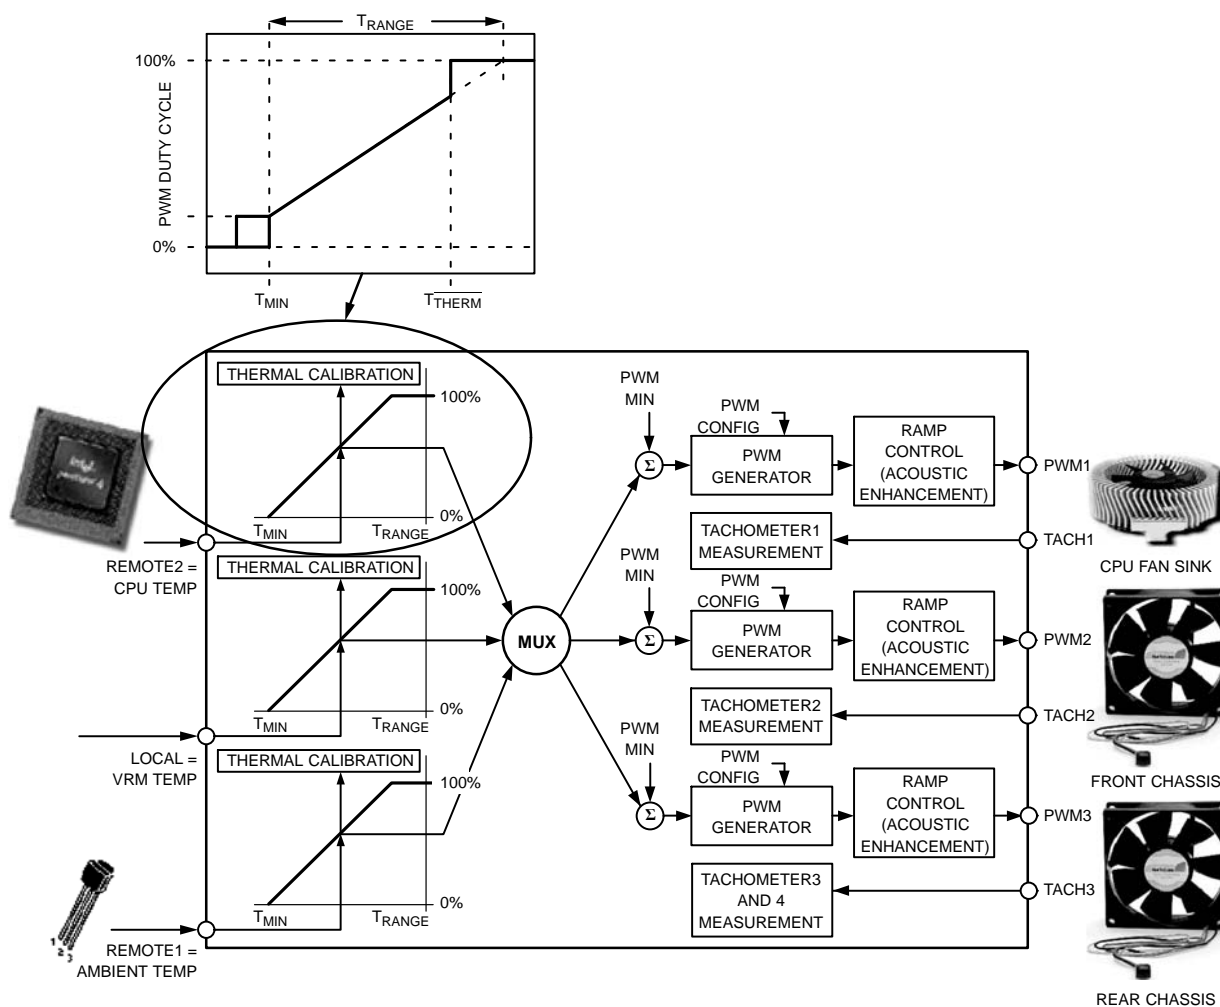 TRANGE
100%
PWM DUTY CYCLE
0%
TMIN
TTHERM
THERMAL CALIBRATION
100%
0%
TMIN
TRANGE
REMOTE2 =
CPU TEMP
THERMAL CALIBRATION
100%
0%
TMIN
TRANGE
LOCAL =
VRM TEMP
THERMAL CALIBRATION
100%
0%
TMIN
TRANGE
REMOTE1 =
AMBIENT TEMP
1
2
3
MUX
PWM
MIN
Σ
PWM
CONFIG
PWM
GENERATOR
RAMP
CONTROL
(ACOUSTIC
ENHANCEMENT)
PWM1
TACHOMETER1
MEASUREMENT
TACH1
CPU FAN SINK
PWM
MIN
Σ
PWM
CONFIG
PWM
GENERATOR
RAMP
CONTROL
(ACOUSTIC
ENHANCEMENT)
PWM2
TACHOMETER2
MEASUREMENT
TACH2
FRONT CHASSIS
PWM
MIN
Σ
PWM
CONFIG
PWM
GENERATOR
RAMP
CONTROL
(ACOUSTIC
ENHANCEMENT)
PWM3
TACHOMETER3
AND 4
MEASUREMENT
TACH3
REAR CHASSIS